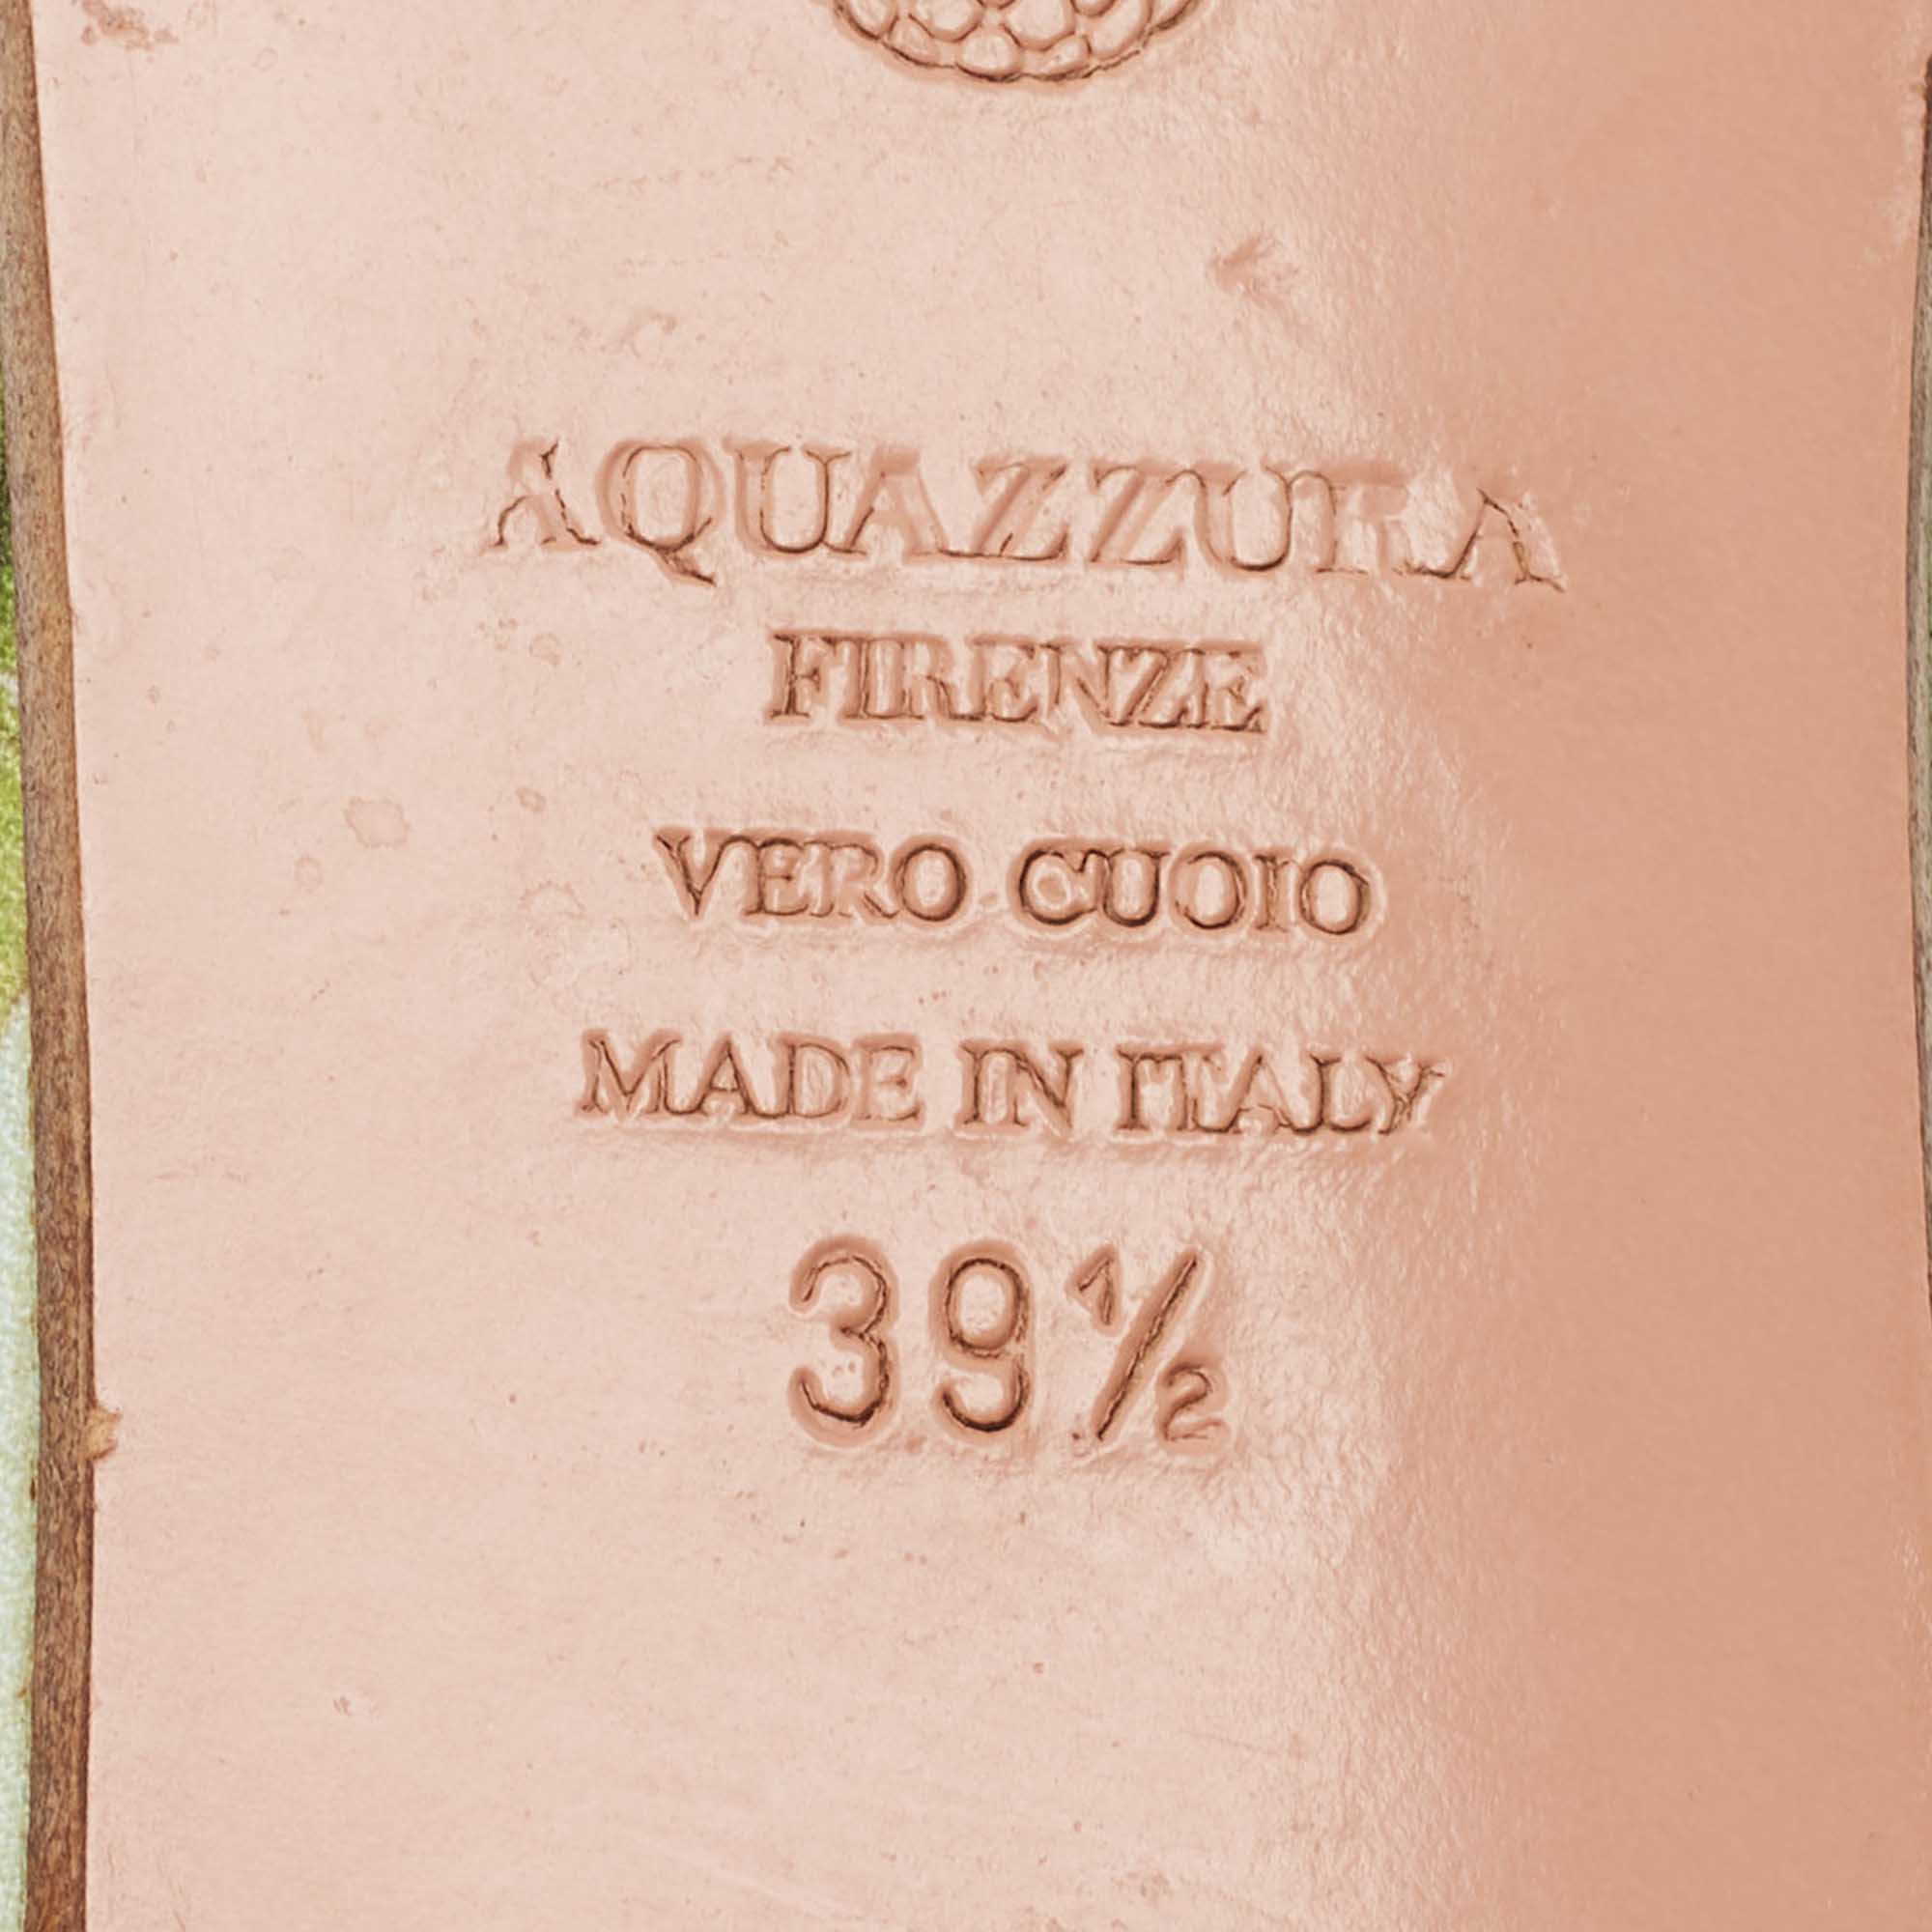 AQUAZZURA
FIRENZE
VERO CUOIO
MADE IN ITALY
39½